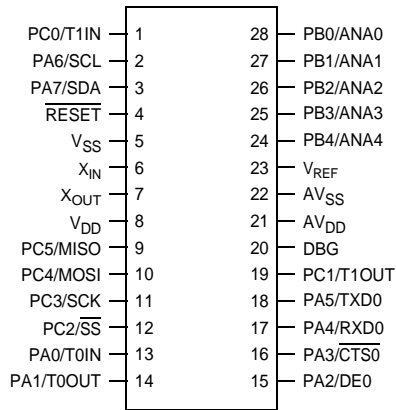 PC0/T1IN 1 28 PB0/ANA0
PA6/SCL 2 27 PB1/ANA1
PA7/SDA 3 26 PB2/ANA2
RESET 4 25 PB3/ANA3
VSS 5 24 PB4/ANA4
XIN 6 23 VREF
XOUT 7 22 AVSS
VDD 8 21 AVDD
PC5/MISO 9 20 DBG
PC4/MOSI 10 19 PC1/T1OUT
PC3/SCK 11 18 PA5/TXD0
PC2/SS 12 17 PA4/RXD0
PA0/T0IN 13 16 PA3/CTS0
PA1/T0OUT 14 15 PA2/DE0